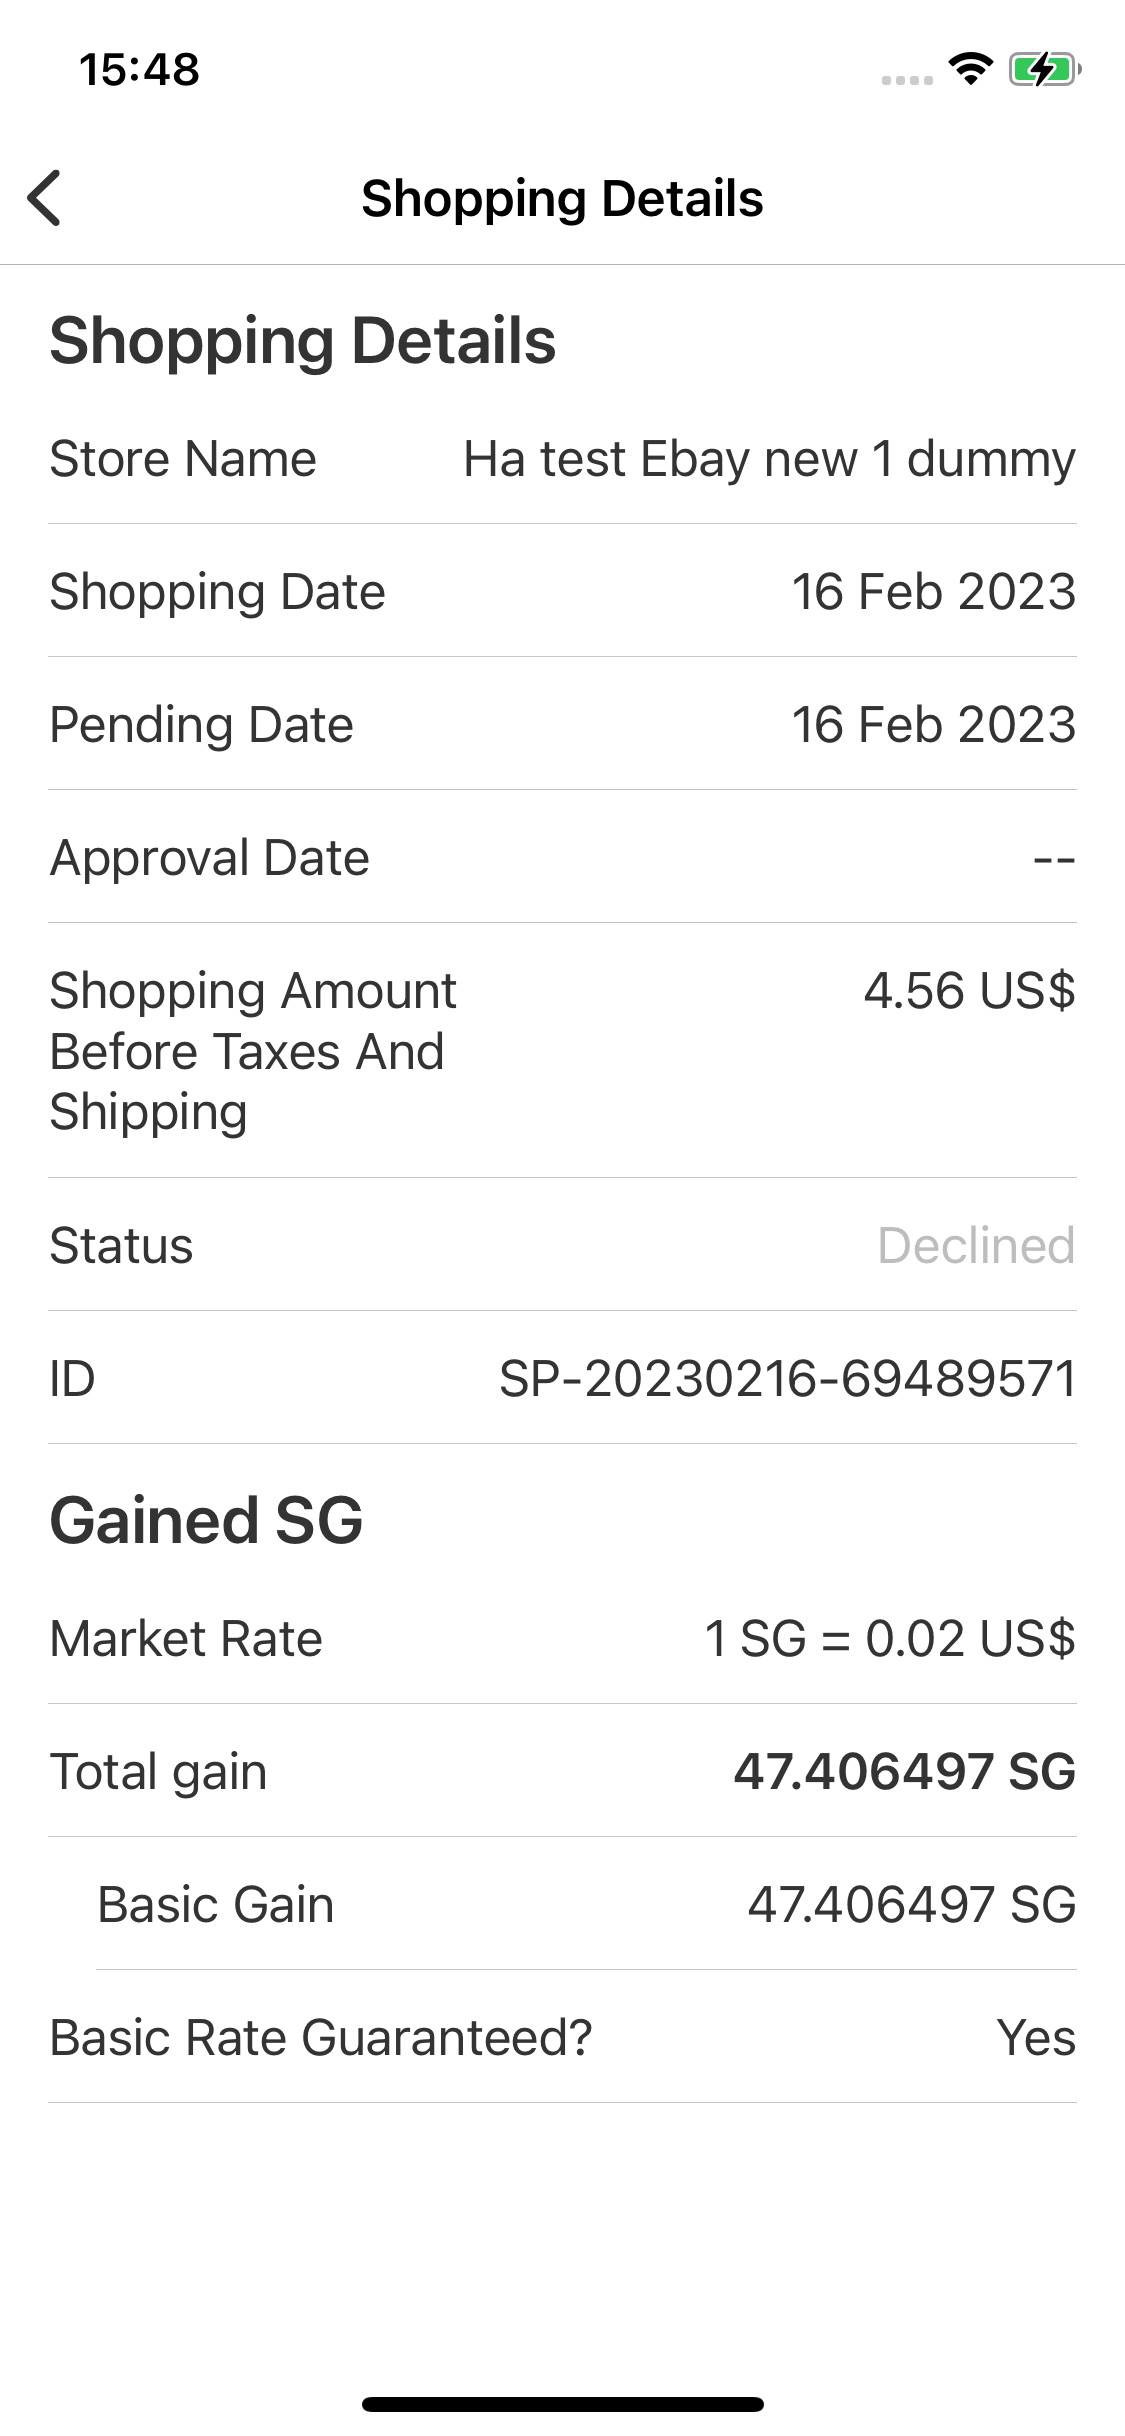 15:48
Shopping Details
Shopping Details
Store Name Ha test Ebay new 1 dummy
Shopping Date 16 Feb 2023
Pending Date 16 Feb 2023
Approval Date --
Shopping Amount 4.56 US$
Before Taxes And
Shipping
Status Declined
ID SP-20230216-69489571
Gained SG
Market Rate 1 SG = 0.02 US$
Total gain 47.406497 SG
Basic Gain 47.406497 SG
Basic Rate Guaranteed? Yes